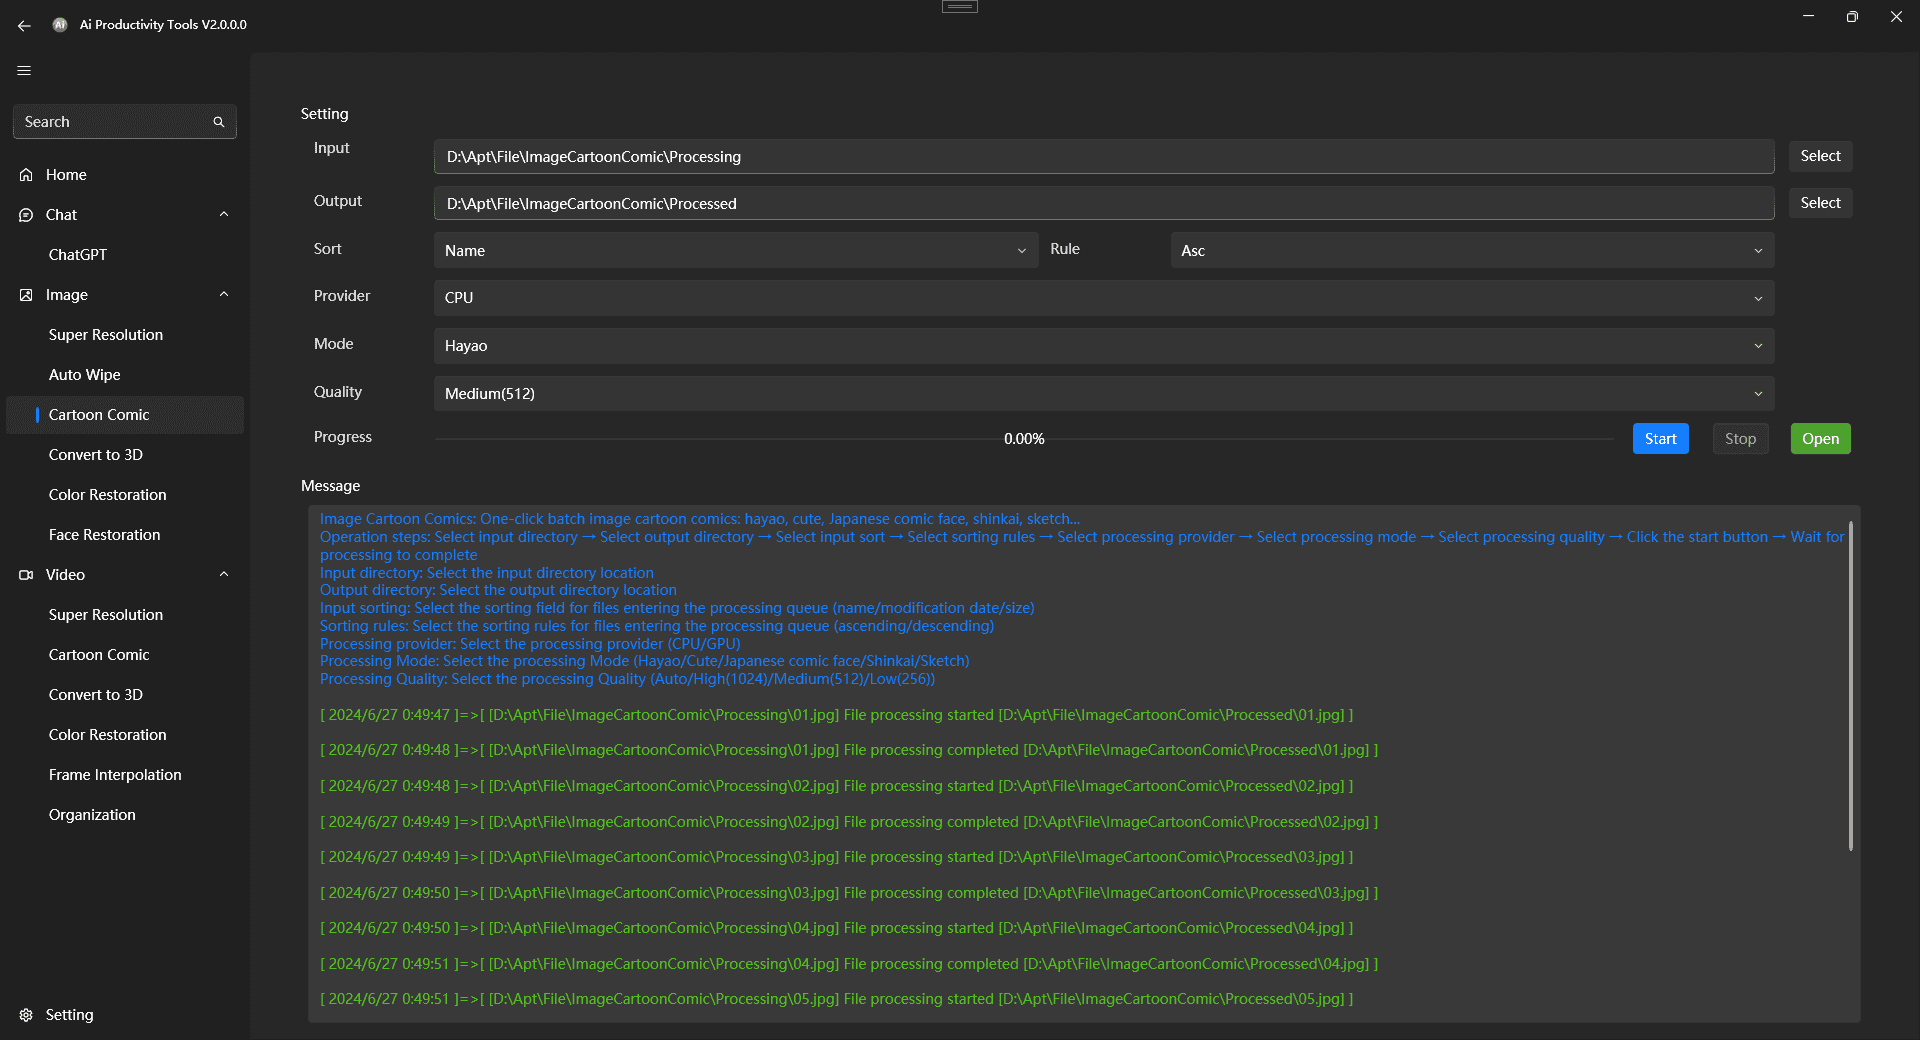 Ai Productivity Tools V2.0.0.0
Search
Home
Chat
ChatGPT
Image
Super Resolution
Auto Wipe
Cartoon Comic
Convert to 3D
Color Restoration
Face Restoration
Video
Super Resolution
Cartoon Comic
Convert to 3D
Color Restoration
Frame Interpolation
Organization
Setting
Setting
Input D:\Apt\File\ImageCartoonComic\Processing Select
Output D:\Apt\File\ImageCartoonComic\Processed Select
Sort Name Rule Asc
Provider CPU
Mode Hayao
Quality Medium(512)
Progress 0.00% Start Stop Open
Message
Image Cartoon Comics: One-click batch image cartoon comics: hayao, cute, Japanese comic face, shinkai, sketch...
Operation steps: Select input directory → Select output directory → Select input sort → Select sorting rules → Select processing provider → Select processing mode → Select processing quality → Click the start button → Wait for
processing to complete
Input directory: Select the input directory location
Output directory: Select the output directory location
Input sorting: Select the sorting field for files entering the processing queue (name/modification date/size)
Sorting rules: Select the sorting rules for files entering the processing queue (ascending/descending)
Processing provider: Select the processing provider (CPU/GPU)
Processing Mode: Select the processing Mode (Hayao/Cute/Japanese comic face/Shinkai/Sketch)
Processing Quality: Select the processing Quality (Auto/High(1024)/Medium(512)/Low(256))
[ 2024/6/27 0:49:47 ]=>[ [D:\Apt\File\ImageCartoonComic\Processing\01.jpg] File processing started [D:\Apt\File\ImageCartoonComic\Processed\01.jpg] ]
[ 2024/6/27 0:49:48 ]=>[ [D:\Apt\File\ImageCartoonComic\Processing\01.jpg] File processing completed [D:\Apt\File\ImageCartoonComic\Processed\01.jpg] ]
[ 2024/6/27 0:49:48 ]=>[ [D:\Apt\File\ImageCartoonComic\Processing\02.jpg] File processing started [D:\Apt\File\ImageCartoonComic\Processed\02.jpg] ]
[ 2024/6/27 0:49:49 ]=>[ [D:\Apt\File\ImageCartoonComic\Processing\02.jpg] File processing completed [D:\Apt\File\ImageCartoonComic\Processed\02.jpg] ]
[ 2024/6/27 0:49:49 ]=>[ [D:\Apt\File\ImageCartoonComic\Processing\03.jpg] File processing started [D:\Apt\File\ImageCartoonComic\Processed\03.jpg] ]
[ 2024/6/27 0:49:50 ]=>[ [D:\Apt\File\ImageCartoonComic\Processing\03.jpg] File processing completed [D:\Apt\File\ImageCartoonComic\Processed\03.jpg] ]
[ 2024/6/27 0:49:50 ]=>[ [D:\Apt\File\ImageCartoonComic\Processing\04.jpg] File processing started [D:\Apt\File\ImageCartoonComic\Processed\04.jpg] ]
[ 2024/6/27 0:49:51 ]=>[ [D:\Apt\File\ImageCartoonComic\Processing\04.jpg] File processing completed [D:\Apt\File\ImageCartoonComic\Processed\04.jpg] ]
[ 2024/6/27 0:49:51 ]=>[ [D:\Apt\File\ImageCartoonComic\Processing\05.jpg] File processing started [D:\Apt\File\ImageCartoonComic\Processed\05.jpg] ]